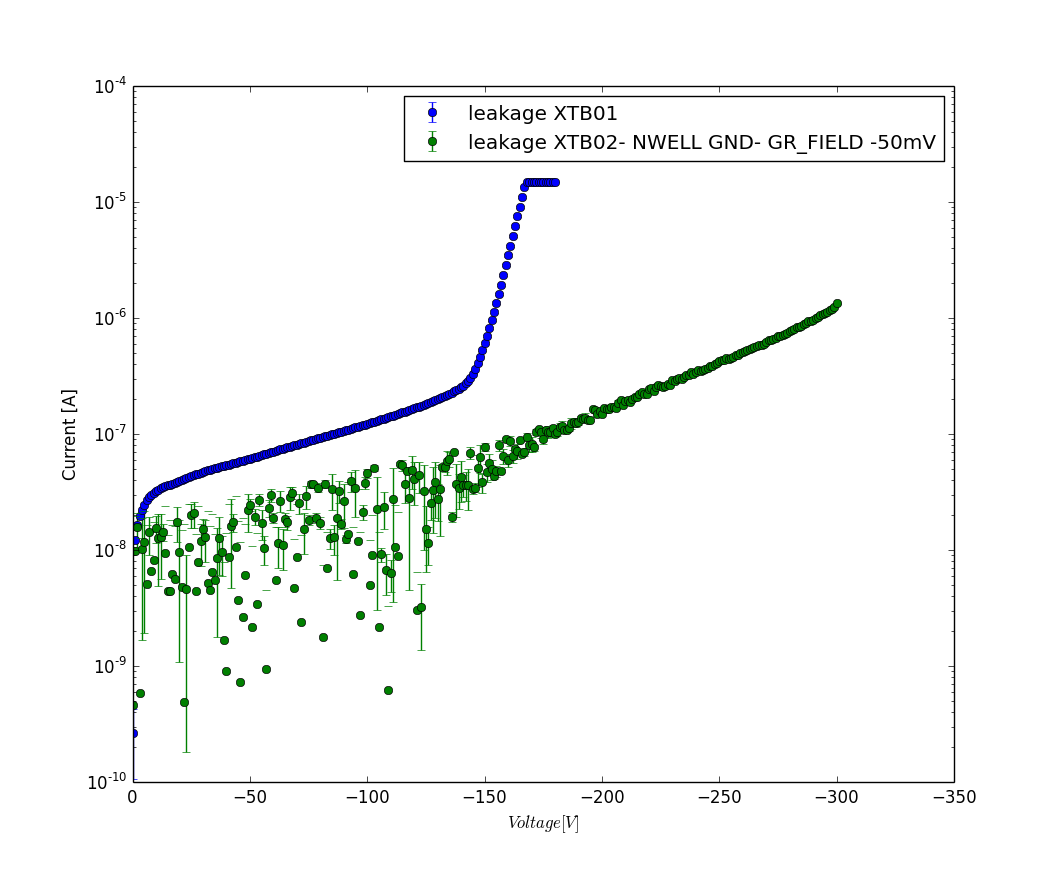 10^-4
10^-5
10^-6
10^-7
10^-8
10^-9
10^-10
Current [A]
leakage XTB01
leakage XTB02- NWELL GND- GR_FIELD -50mV
0 −50 −100 −150 −200 −250 −300 −350
Voltage[V]